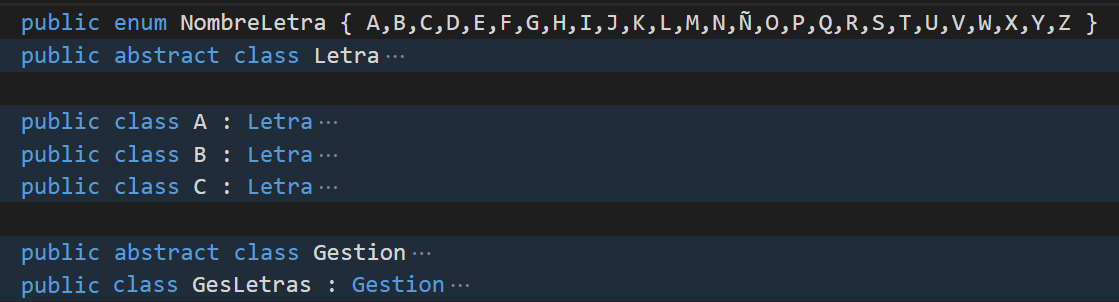 public enum NombreLetra { A,B,C,D,E,F,G,H,I,J,K,L,M,N,Ñ,O,P,Q,R,S,T,U,V,W,X,Y,Z }
public abstract class Letra ···
public class A : Letra ···
public class B : Letra ···
public class C : Letra ···
public abstract class Gestion ···
public class GesLetras : Gestion ···